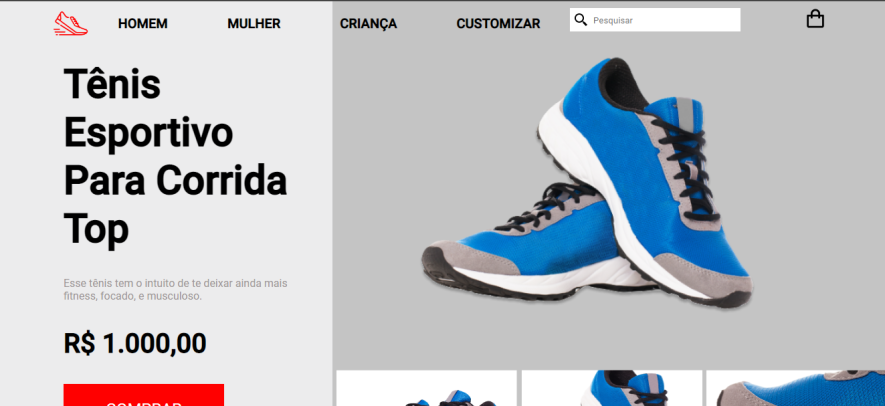 HOMEM
MULHER
CRIANÇA
CUSTOMIZAR
Pesquisar
Tênis
Esportivo
Para Corrida
Top
Esse tênis tem o intuito de te deixar ainda mais
fitness, focado, e musculoso.
R$ 1.000,00
COMPRAR